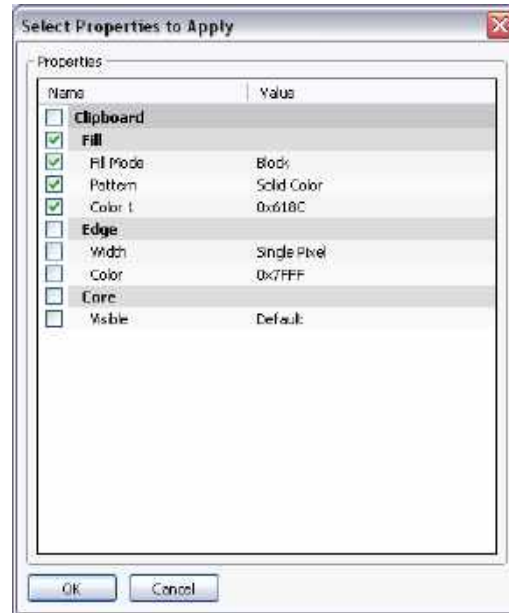 Select Properties to Apply
Properties
Name Value
Clipboard
Fill
Fill Mode Block
Pattern Solid Color
Color 1 0x618C
Edge
Width Single Pixel
Color 0x7FFF
Core
Visible Default
OK Cancel